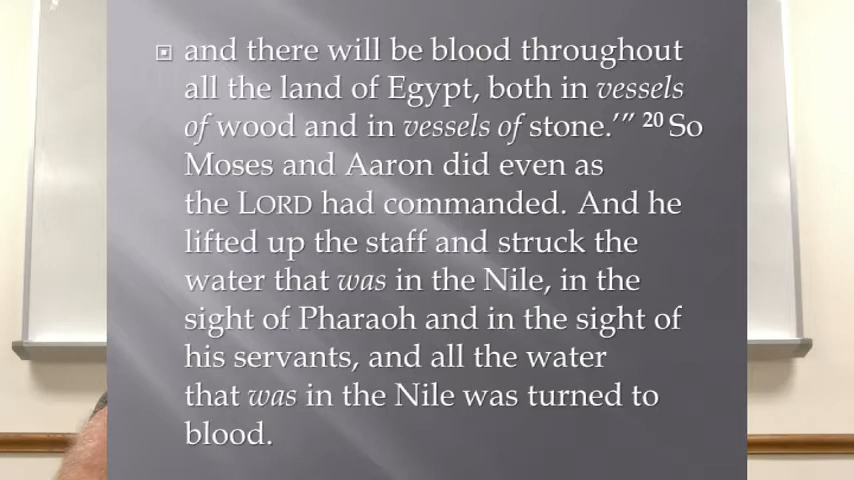 and there will be blood throughout
all the land of Egypt, both in vessels
of wood and in vessels of stone.’” 20 So
Moses and Aaron did even as
the LORD had commanded. And he
lifted up the staff and struck the
water that was in the Nile, in the
sight of Pharaoh and in the sight of
his servants, and all the water
that was in the Nile was turned to
blood.